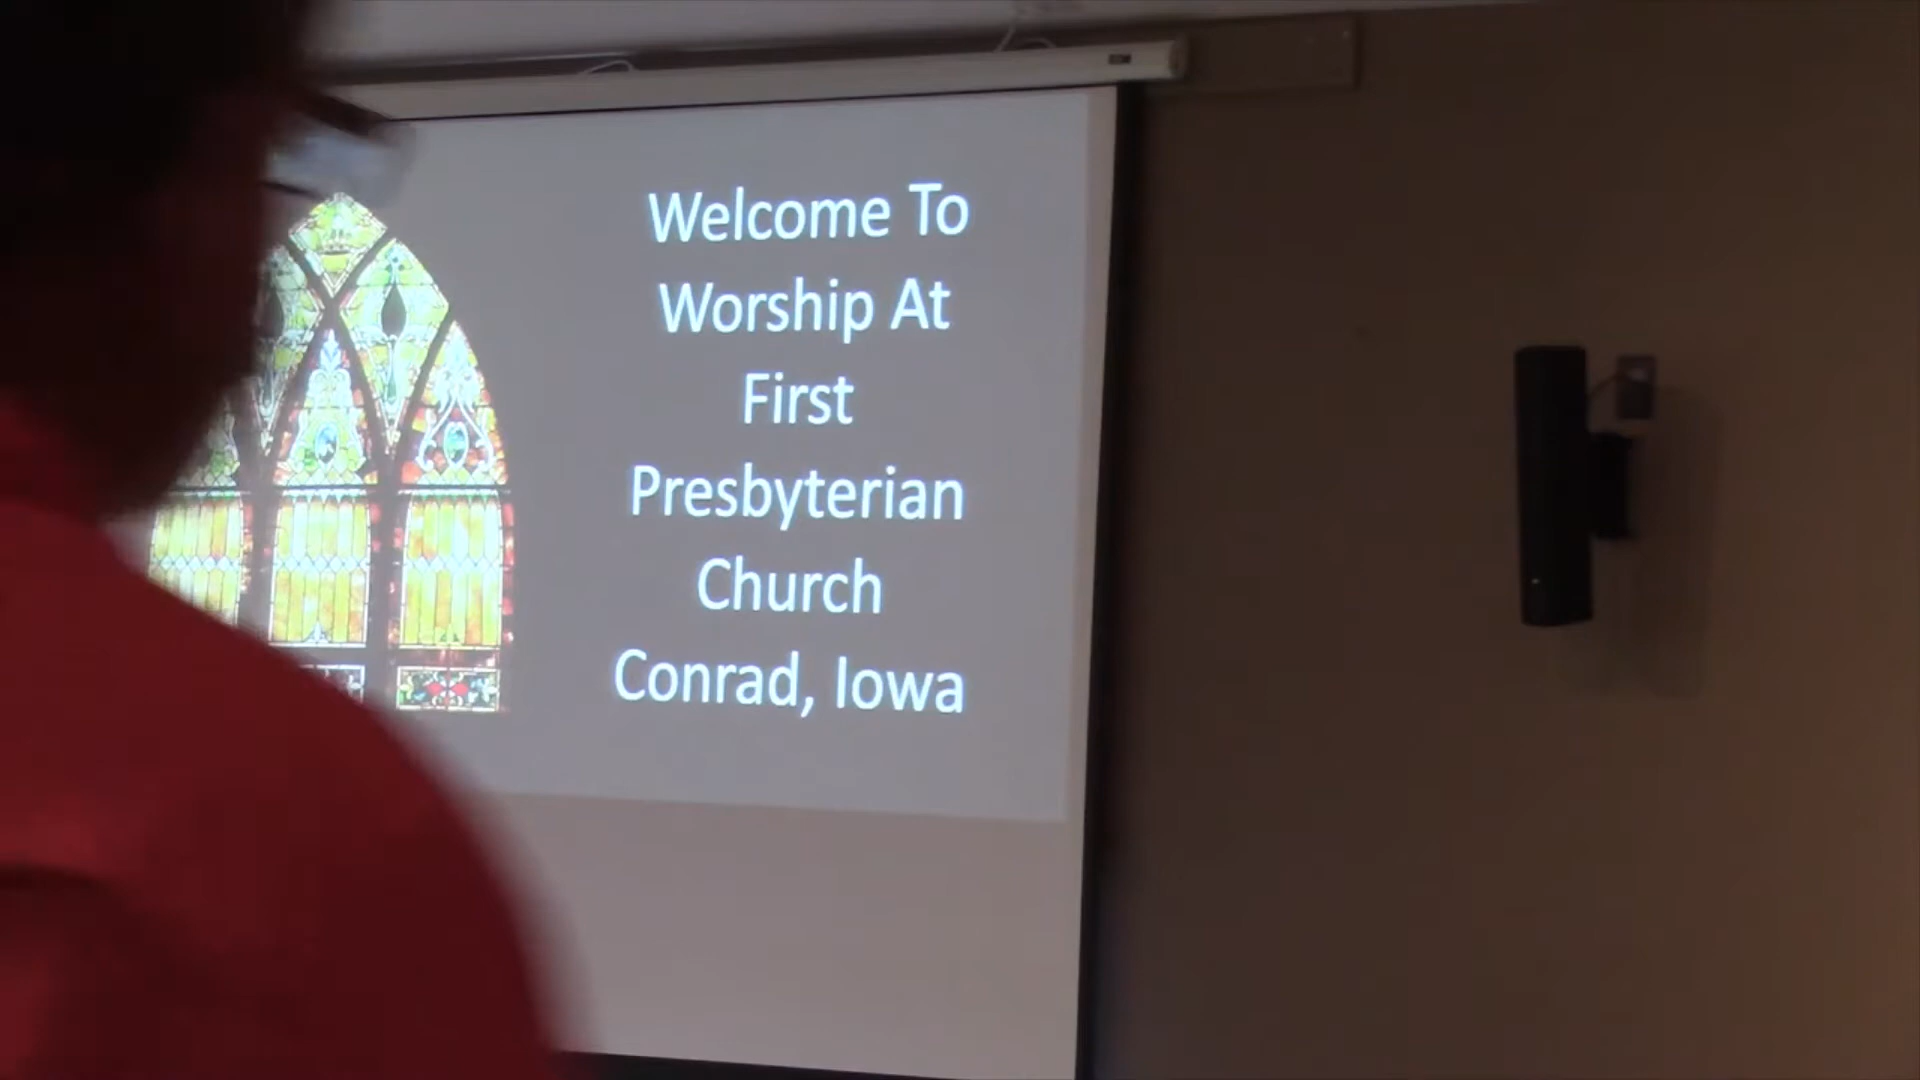 Welcome To
Worship At
First
Presbyterian
Church
Conrad, Iowa